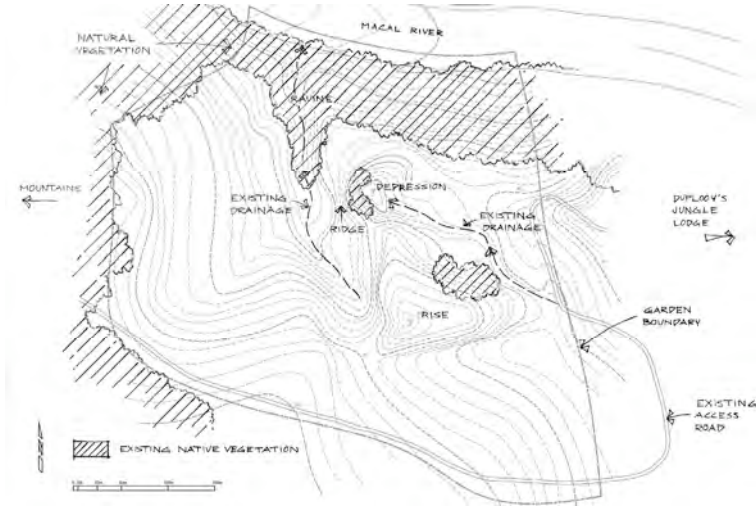 MACAL RIVER
NATURAL
VEGETATION
RAVINE
MOUNTAINS
EXISTING
DRAINAGE
DEPRESSION
RIDGE
EXISTING
DRAINAGE
DUPLOOY'S
JUNGLE
LODGE
RISE
GARDEN
BOUNDARY
EXISTING
ACCESS
ROAD
EXISTING NATIVE VEGETATION